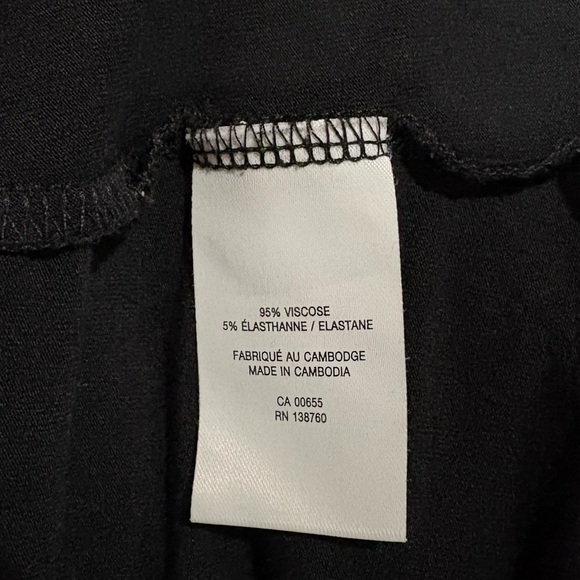 95% VISCOSE
5% ÉLASTHANNE / ELASTANE
FABRIQUÉ AU CAMBODGE
MADE IN CAMBODIA
CA 00655
RN 138760